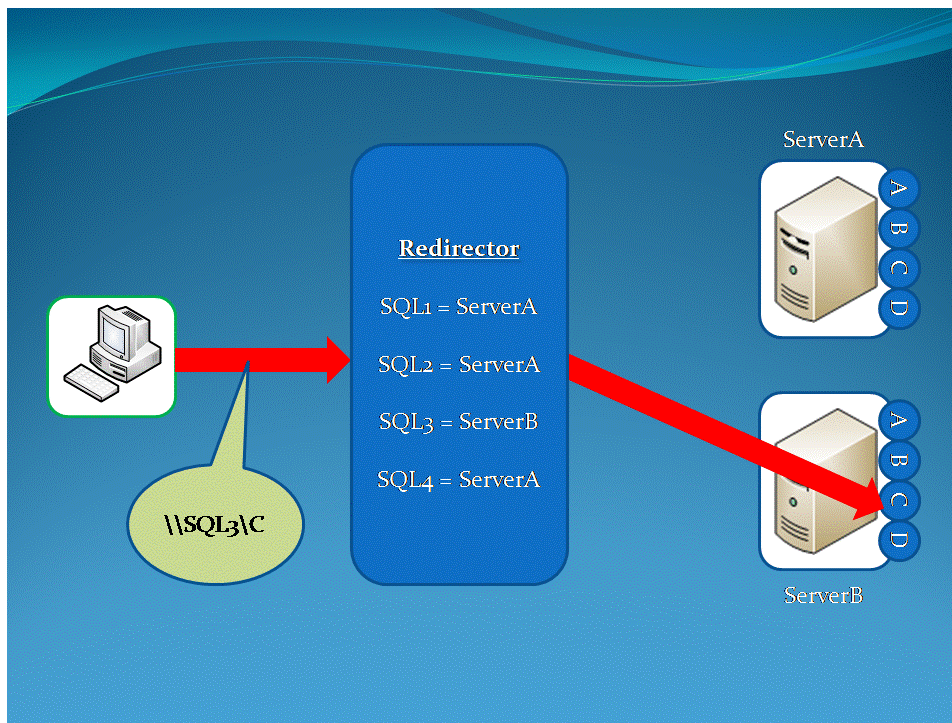 ServerA
A
B
C
D
Redirector
SQL1 = ServerA
SQL2 = ServerA
SQL3 = ServerB
SQL4 = ServerA
\\SQL3\C
A
B
C
D
ServerB